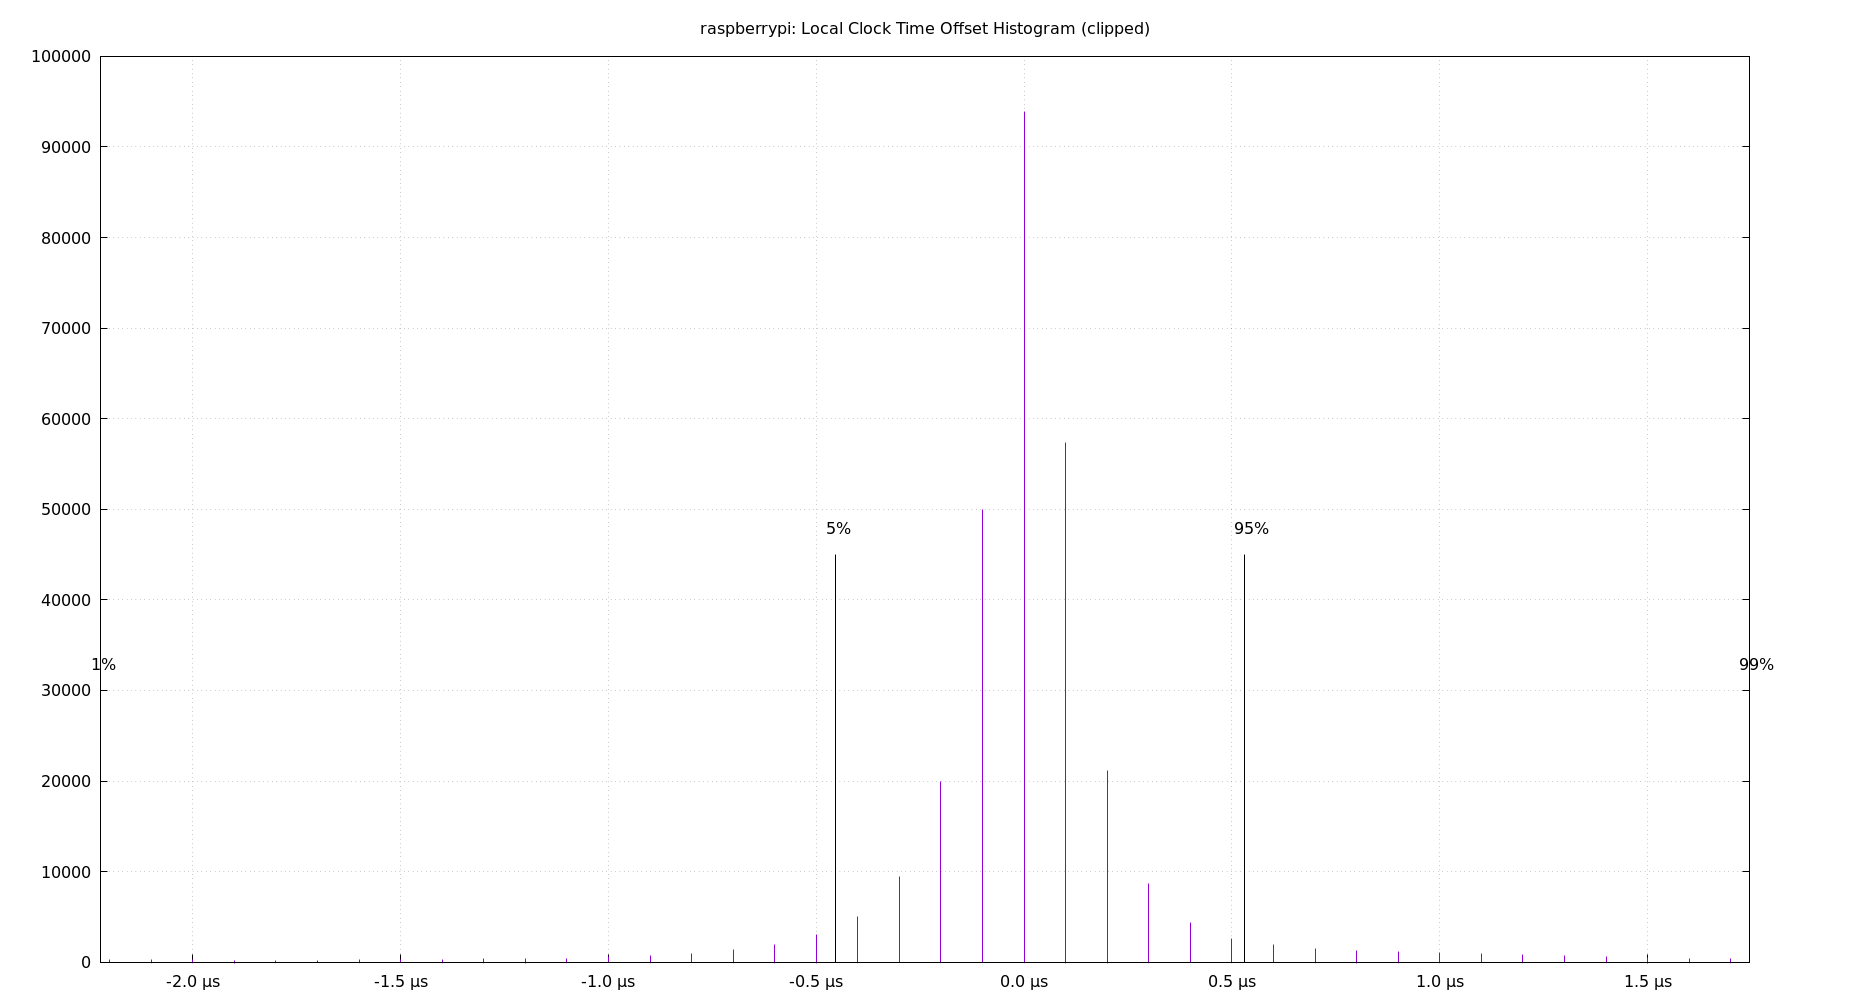 raspberrypi: Local Clock Time Offset Histogram (clipped)
100000
90000
80000
70000
60000
50000
5%
95%
40000
1%
99%
30000
20000
10000
0
-2.0 µs
-1.5 µs
-1.0 µs
-0.5 µs
0.0 µs
0.5 µs
1.0 µs
1.5 µs